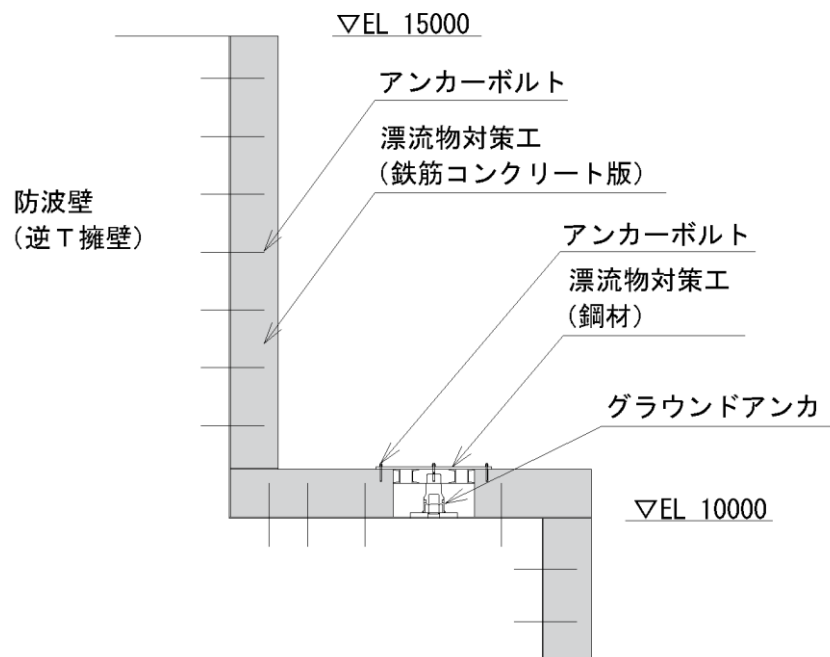 ▽EL 15000
アンカーボルト
漂流物対策工
(鉄筋コンクリート版)
防波壁
(逆T擁壁)
アンカーボルト
漂流物対策工
(鋼材)
グラウンドアンカ
▽EL 10000